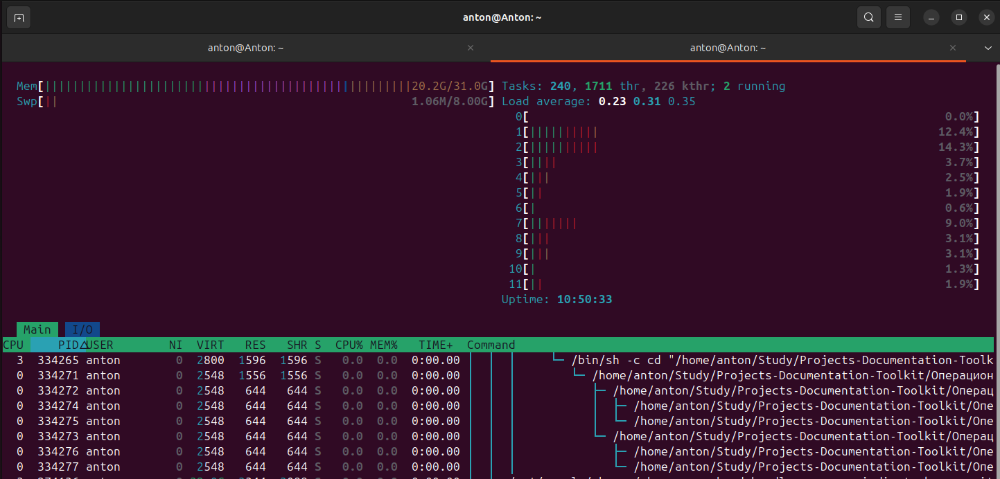 anton@Anton: ~
anton@Anton: ~ anton@Anton: ~
Mem[20.2G/31.0G] Tasks: 240, 1711 thr, 226 kthr; 2 running
Swp[1.06M/8.00G] Load average: 0.23 0.31 0.35
0[0.0%]
1[12.4%]
2[14.3%]
3[3.7%]
4[2.5%]
5[1.9%]
6[0.6%]
7[9.0%]
8[3.1%]
9[3.1%]
10[1.3%]
11[1.9%]
Uptime: 10:50:33
Main I/O
CPU PID△USER NI VIRT RES SHR S CPU% MEM% TIME+ Command
3 334265 anton 0 2800 1596 1596 S 0.0 0.0 0:00.00 /bin/sh -c cd "/home/anton/Study/Projects-Documentation-Toolk
0 334271 anton 0 2548 1556 1556 S 0.0 0.0 0:00.00 /home/anton/Study/Projects-Documentation-Toolkit/Операцион
0 334272 anton 0 2548 644 644 S 0.0 0.0 0:00.00 /home/anton/Study/Projects-Documentation-Toolkit/Операц
0 334274 anton 0 2548 644 644 S 0.0 0.0 0:00.00 /home/anton/Study/Projects-Documentation-Toolkit/Опе
0 334275 anton 0 2548 644 644 S 0.0 0.0 0:00.00 /home/anton/Study/Projects-Documentation-Toolkit/Опе
0 334273 anton 0 2548 644 644 S 0.0 0.0 0:00.00 /home/anton/Study/Projects-Documentation-Toolkit/Операц
0 334276 anton 0 2548 644 644 S 0.0 0.0 0:00.00 /home/anton/Study/Projects-Documentation-Toolkit/Опе
0 334277 anton 0 2548 644 644 S 0.0 0.0 0:00.00 /home/anton/Study/Projects-Documentation-Toolkit/Опе